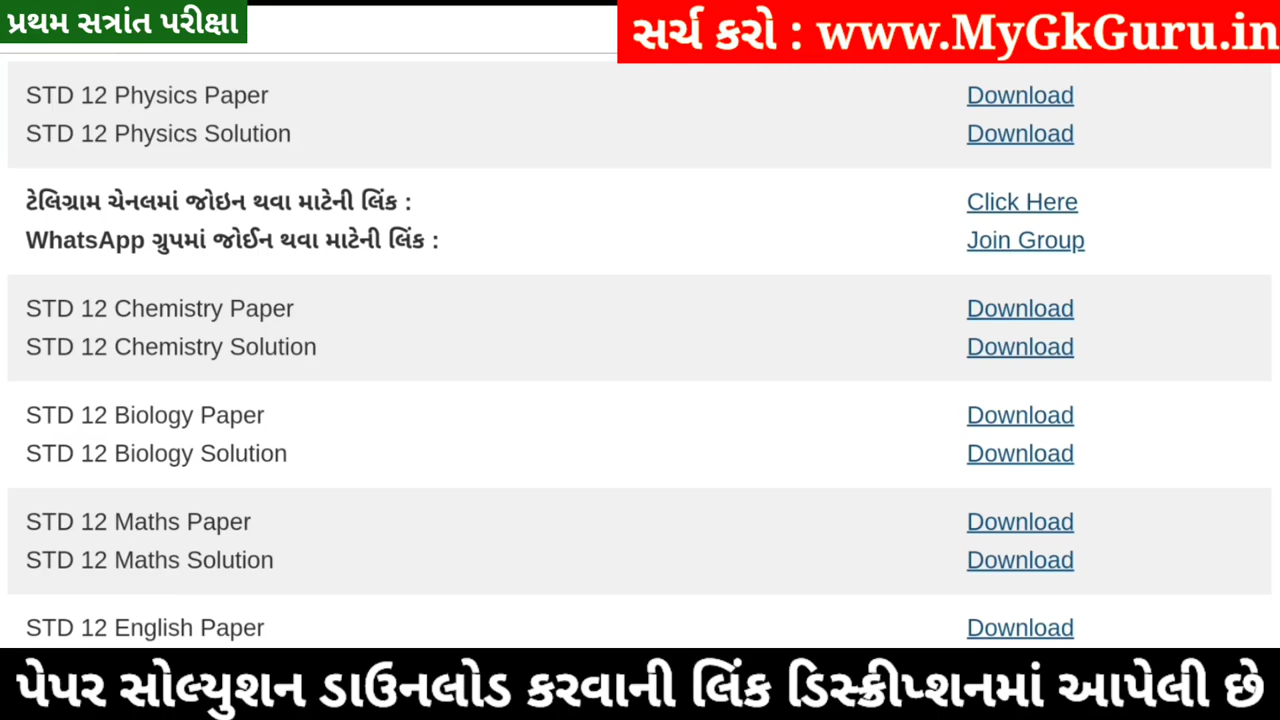 પ્રથમ સત્રાંત પરીક્ષા
સર્ચ કરો : www.MyGkGuru.in
STD 12 Physics Paper Download
STD 12 Physics Solution Download
ટેલિગ્રામ ચેનલમાં જોઇન થવા માટેની લિંક : Click Here
WhatsApp ગ્રુપમાં જોઈન થવા માટેની લિંક : Join Group
STD 12 Chemistry Paper Download
STD 12 Chemistry Solution Download
STD 12 Biology Paper Download
STD 12 Biology Solution Download
STD 12 Maths Paper Download
STD 12 Maths Solution Download
STD 12 English Paper Download
પેપર સોલ્યુશન ડાઉનલોડ કરવાની લિંક ડિસ્ક્રીપ્શનમાં આપેલી છે